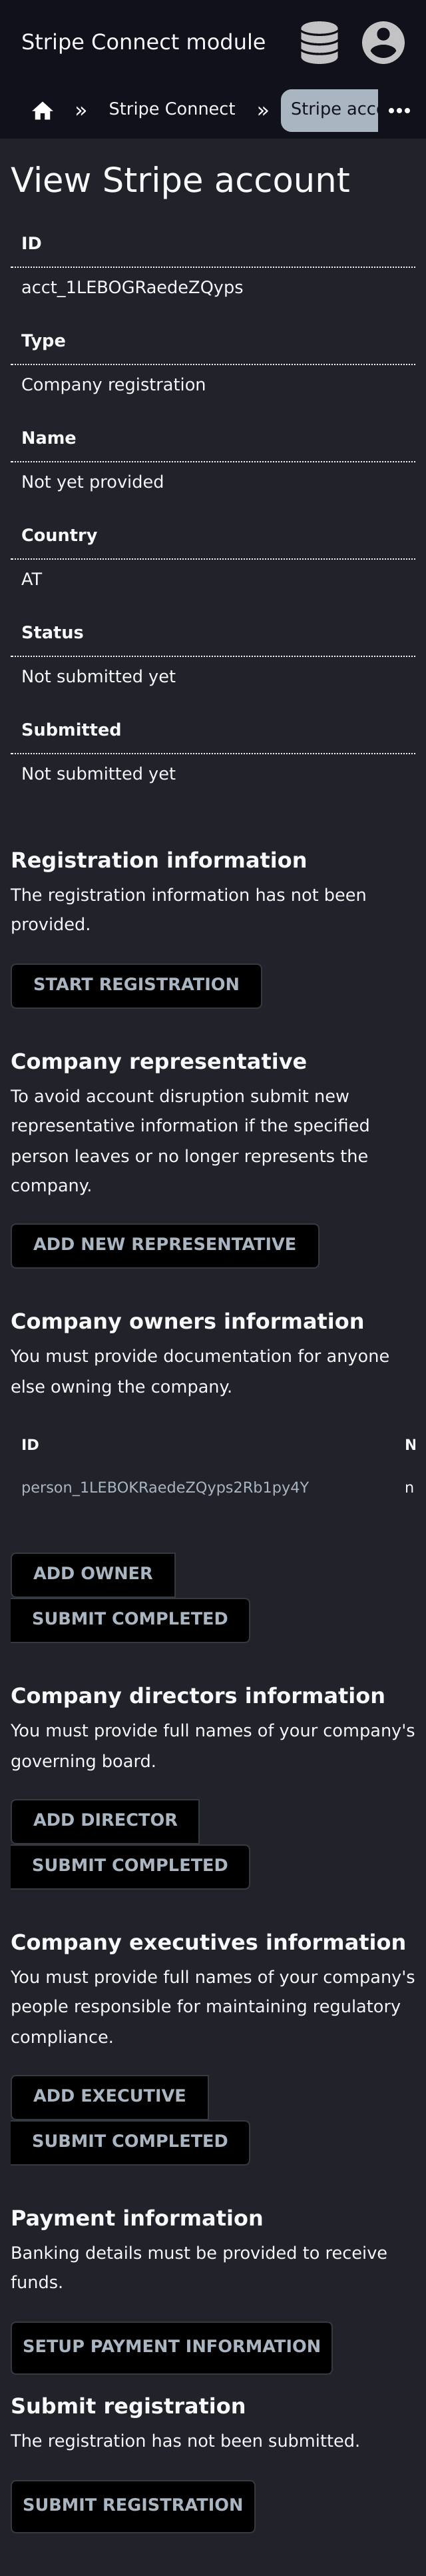 Stripe Connect module
» Stripe Connect » Stripe acc
View Stripe account
ID
acct_1LEBOGRaedeZQyps
Type
Company registration
Name
Not yet provided
Country
AT
Status
Not submitted yet
Submitted
Not submitted yet
Registration information
The registration information has not been
provided.
START REGISTRATION
Company representative
To avoid account disruption submit new
representative information if the specified
person leaves or no longer represents the
company.
ADD NEW REPRESENTATIVE
Company owners information
You must provide documentation for anyone
else owning the company.
ID N
person_1LEBOKRaedeZQyps2Rb1py4Y n
ADD OWNER
SUBMIT COMPLETED
Company directors information
You must provide full names of your company's
governing board.
ADD DIRECTOR
SUBMIT COMPLETED
Company executives information
You must provide full names of your company's
people responsible for maintaining regulatory
compliance.
ADD EXECUTIVE
SUBMIT COMPLETED
Payment information
Banking details must be provided to receive
funds.
SETUP PAYMENT INFORMATION
Submit registration
The registration has not been submitted.
SUBMIT REGISTRATION